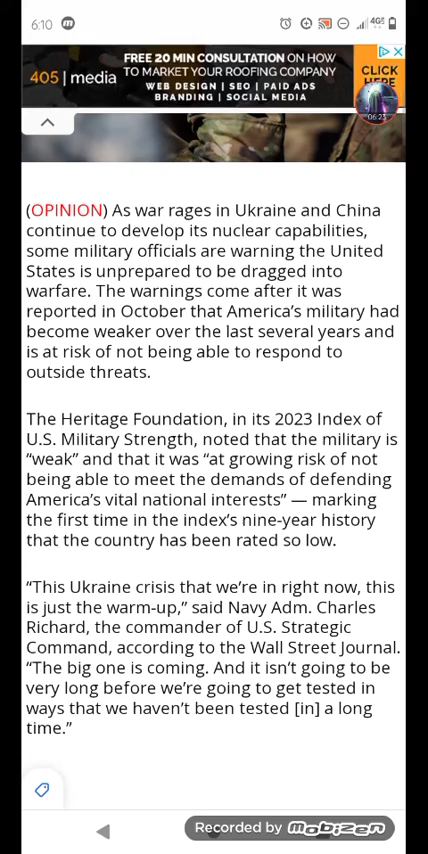 6:10
4G
FREE 20 MIN CONSULTATION ON HOW
TO MARKET YOUR ROOFING COMPANY
405 | media
WEB DESIGN | SEO | PAID ADS
BRANDING | SOCIAL MEDIA
CLICK
HERE
06:23
(OPINION) As war rages in Ukraine and China
continue to develop its nuclear capabilities,
some military officials are warning the United
States is unprepared to be dragged into
warfare. The warnings come after it was
reported in October that America’s military had
become weaker over the last several years and
is at risk of not being able to respond to
outside threats.
The Heritage Foundation, in its 2023 Index of
U.S. Military Strength, noted that the military is
“weak” and that it was “at growing risk of not
being able to meet the demands of defending
America’s vital national interests” — marking
the first time in the index’s nine-year history
that the country has been rated so low.
“This Ukraine crisis that we’re in right now, this
is just the warm-up,” said Navy Adm. Charles
Richard, the commander of U.S. Strategic
Command, according to the Wall Street Journal.
“The big one is coming. And it isn’t going to be
very long before we’re going to get tested in
ways that we haven’t been tested [in] a long
time.”
Recorded by Mobizen